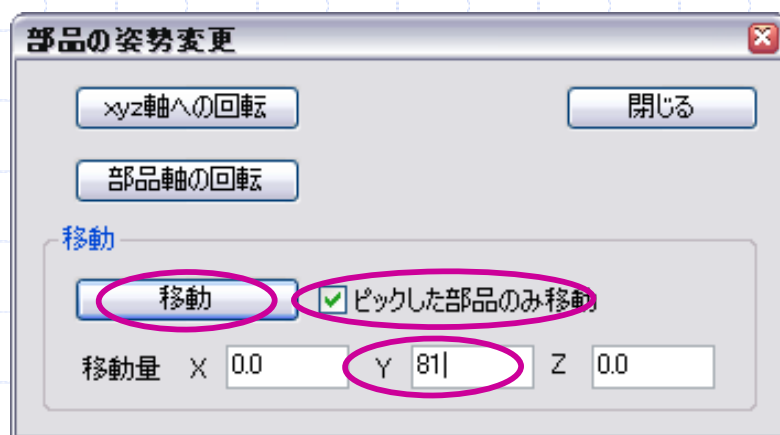 部品の姿勢変更
xyz軸への回転 閉じる
部品軸の回転
移動
移動 ピックした部品のみ移動
移動量 X 0.0 Y 81 Z 0.0